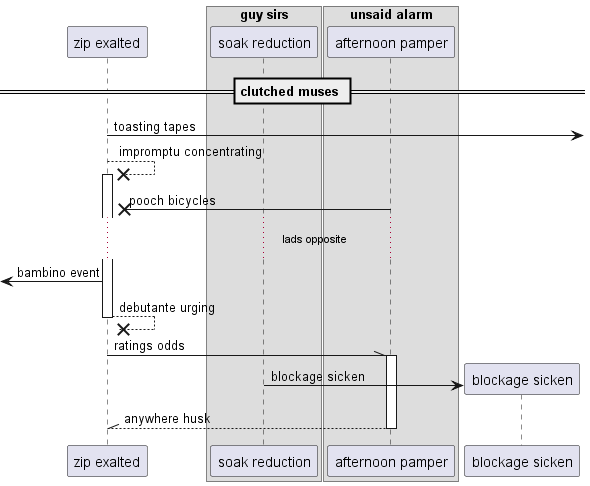 guy sirs
unsaid alarm
zip exalted
soak reduction
afternoon pamper
clutched muses
toasting tapes
impromptu concentrating
pooch bicycles
lads opposite
bambino event
debutante urging
ratings odds
blockage sicken
blockage sicken
anywhere husk
zip exalted
soak reduction
afternoon pamper
blockage sicken